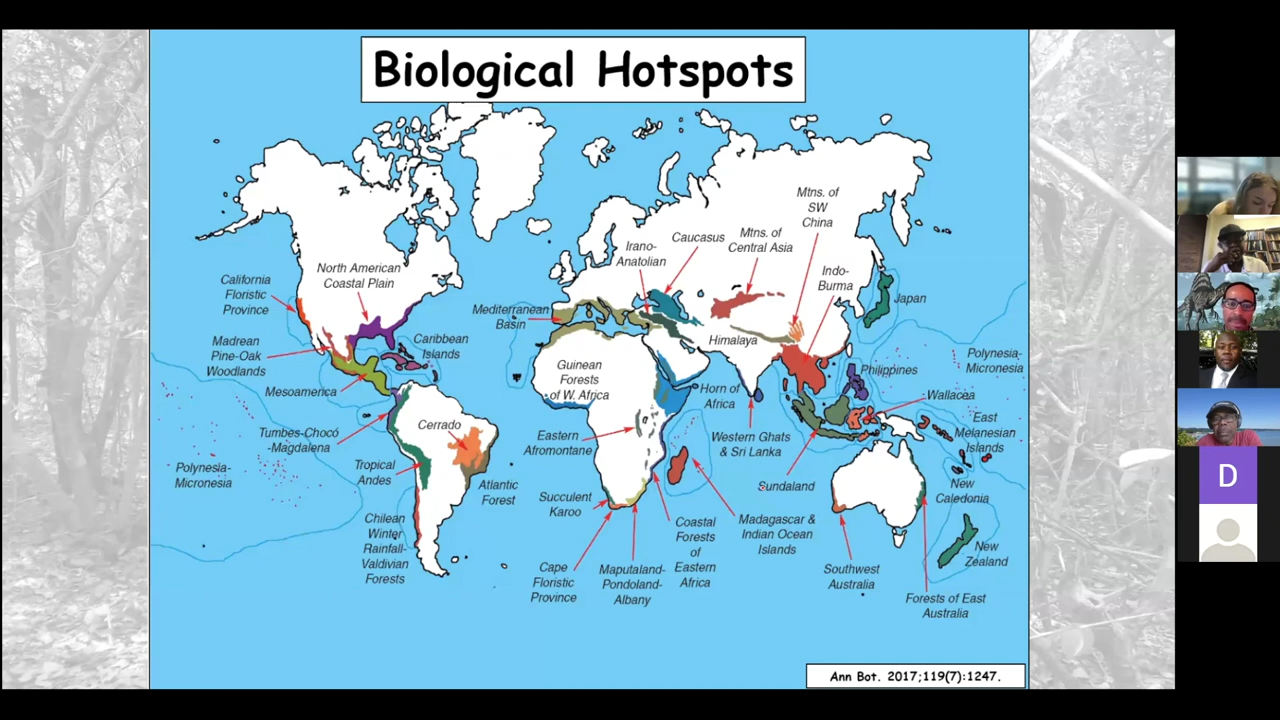 Biological Hotspots
Mtns. of
SW
China
Caucasus
Mtns. of
Central Asia
Irano-
Anatolian
Indo-
Burma
North American
Coastal Plain
California
Floristic
Province
Mediterranean
Basin
Japan
Madrean
Pine-Oak
Woodlands
Caribbean
Islands
Himalaya
Polynesia-
Micronesia
Guinean
Forests
of W. Africa
Philippines
Mesoamerica
Horn of
Africa
Wallacea
Cerrado
East
Melanesian
Islands
Tumbes-Chocó
-Magdalena
Eastern
Afromontane
Western Ghats
& Sri Lanka
Polynesia-
Micronesia
Tropical
Andes
Atlantic
Forest
Sundaland
New
Caledonia
Succulent
Karoo
Chilean
Winter
Rainfall-
Valdivian
Forests
Coastal
Forests
of
Eastern
Africa
Madagascar &
Indian Ocean
Islands
New
Zealand
Cape
Floristic
Province
Maputaland-
Pondoland-
Albany
Southwest
Australia
Forests of East
Australia
Ann Bot. 2017;119(7):1247.
D